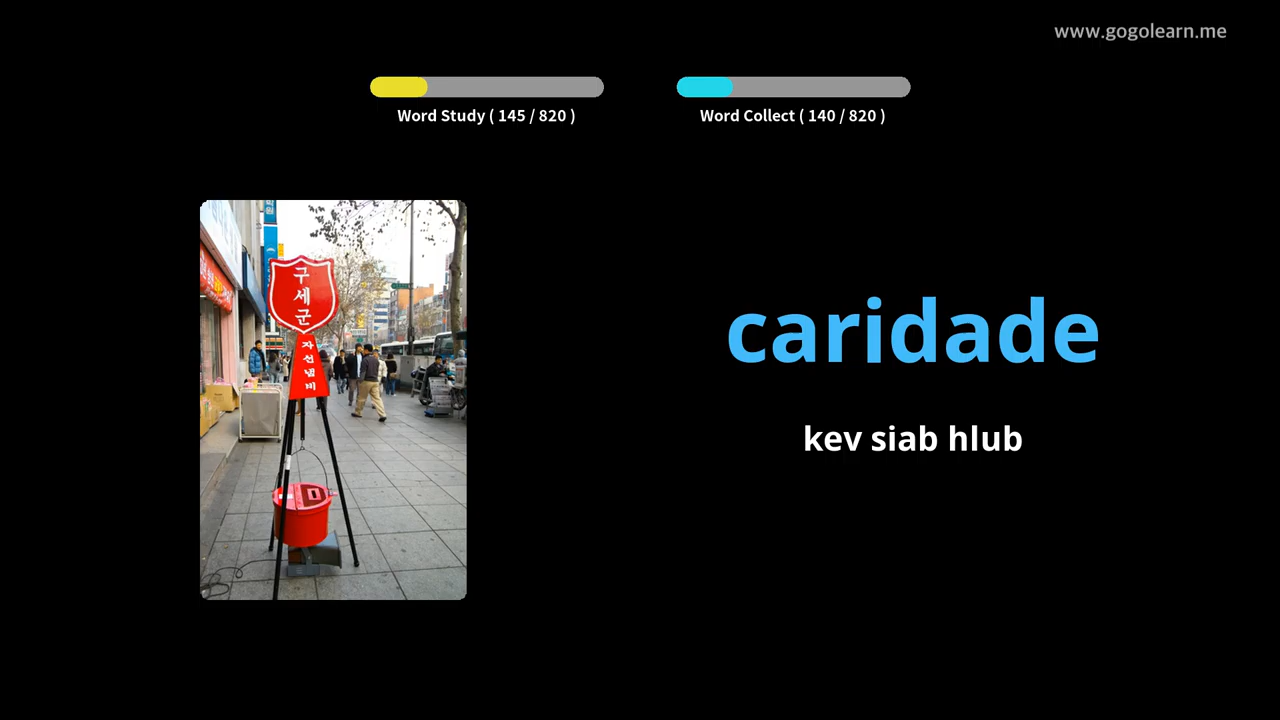 www.gogolearn.me
Word Study ( 145 / 820 )
Word Collect ( 140 / 820 )
구세군
자선냄비
caridade
kev siab hlub